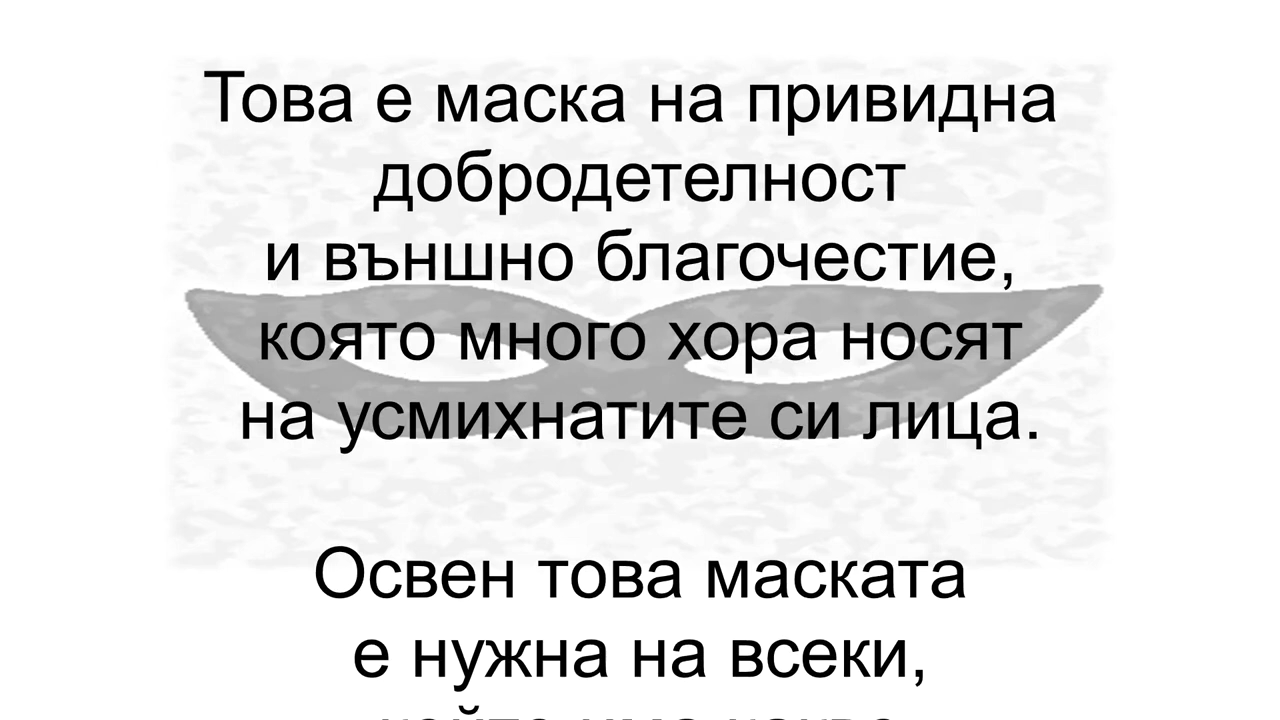 Това е маска на привидна
добродетелност
и външно благочестие,
която много хора носят
на усмихнатите си лица.
Освен това маската
е нужна на всеки,